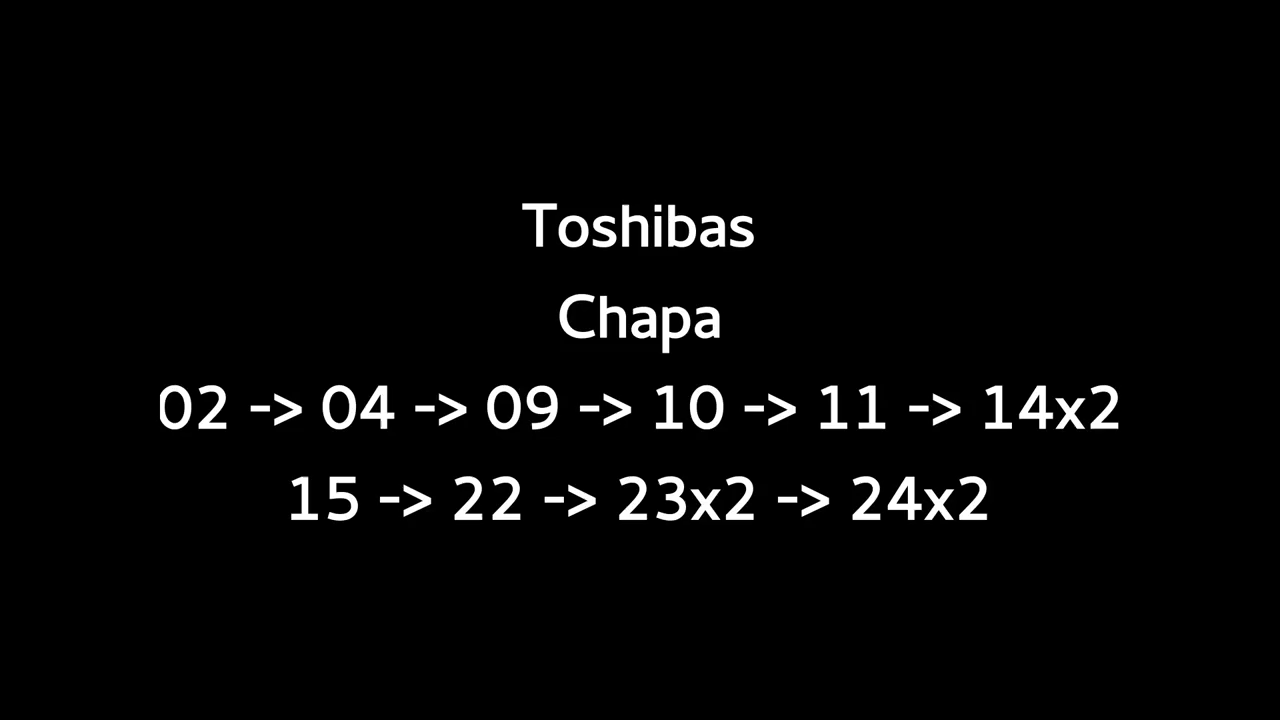 Toshibas
Chapa
02 -> 04 -> 09 -> 10 -> 11 -> 14x2
15 -> 22 -> 23x2 -> 24x2